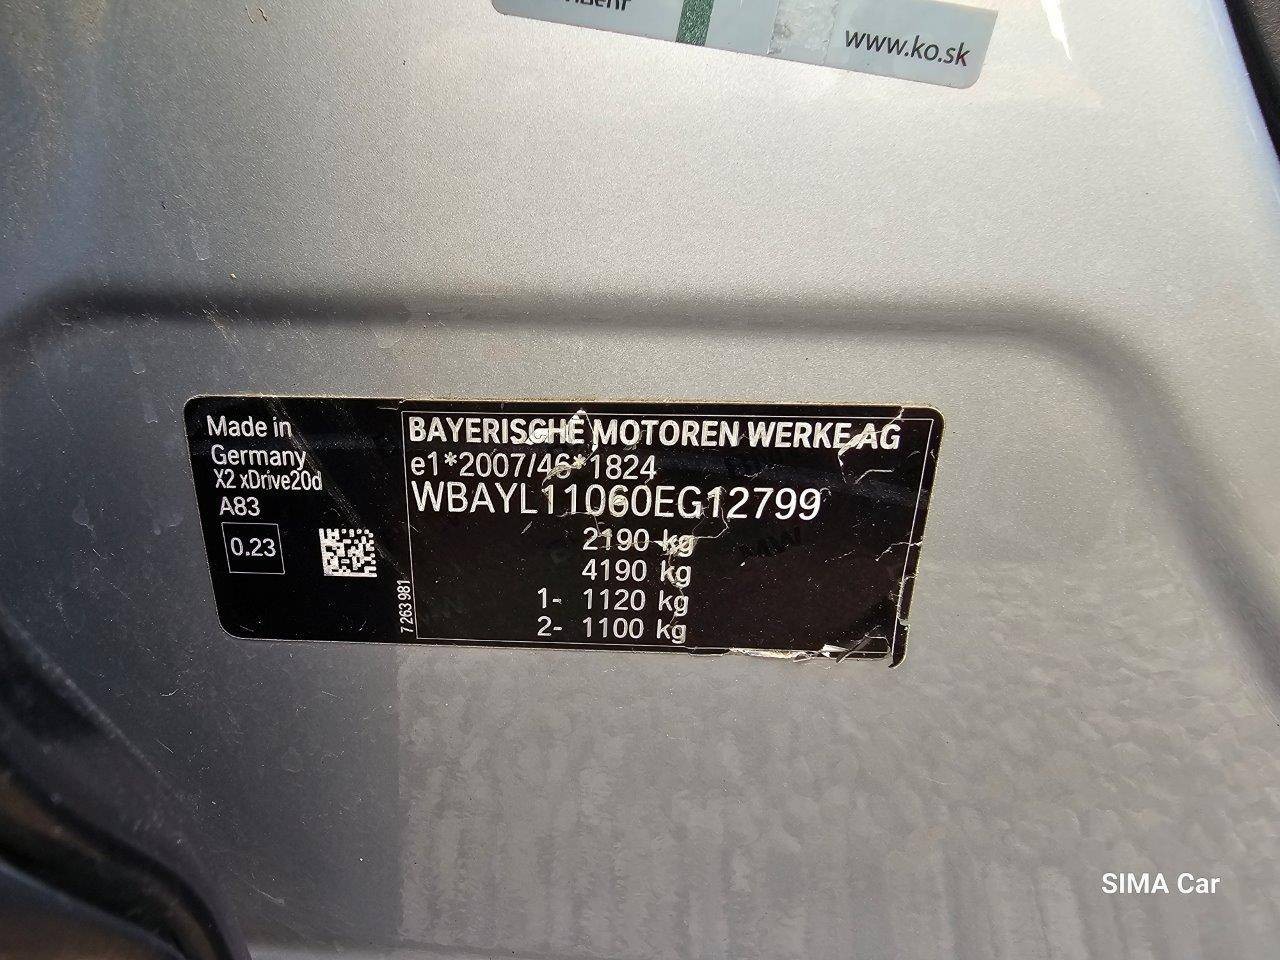 www.ko.sk
Made in
Germany
X2 xDrive20d
A83
0.23
7 263 981
BAYERISCHE MOTOREN WERKE AG
e1*2007/46*1824
WBAYL11060EG12799
2190 kg
4190 kg
1- 1120 kg
2- 1100 kg
SIMA Car